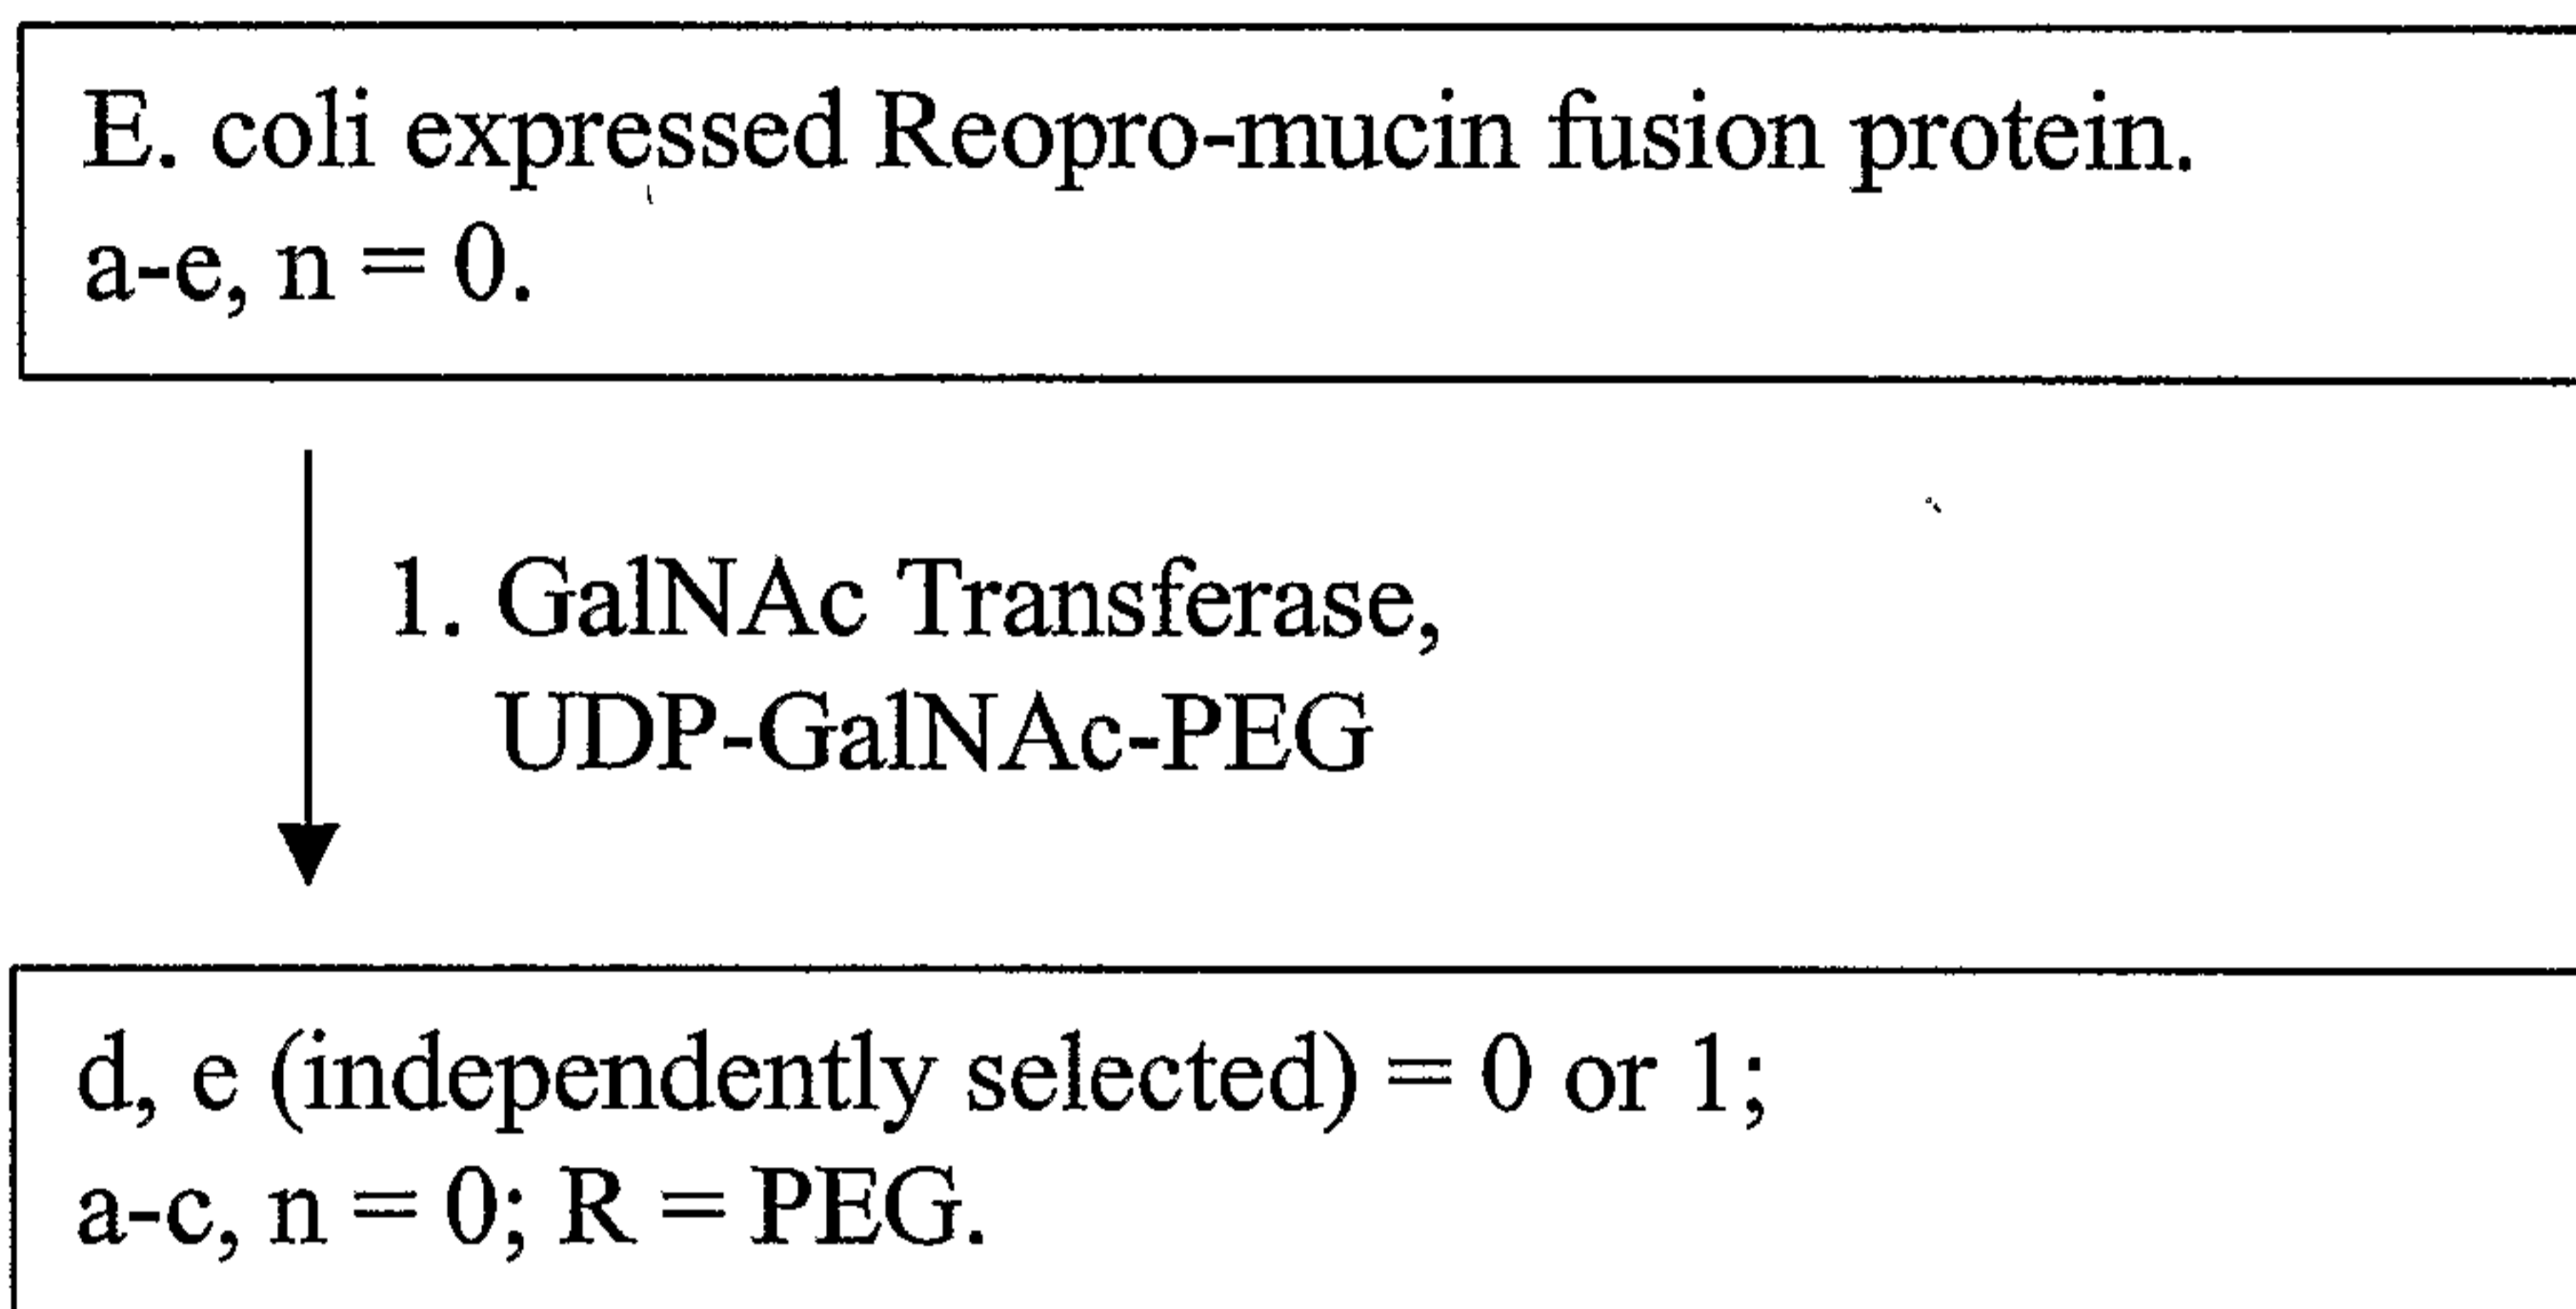 E. coli expressed Reopro-mucin fusion protein.
a-e, n = 0.
1. GalNAc Transferase,
UDP-GalNAc-PEG
d, e (independently selected) = 0 or 1;
a-c, n = 0; R = PEG.